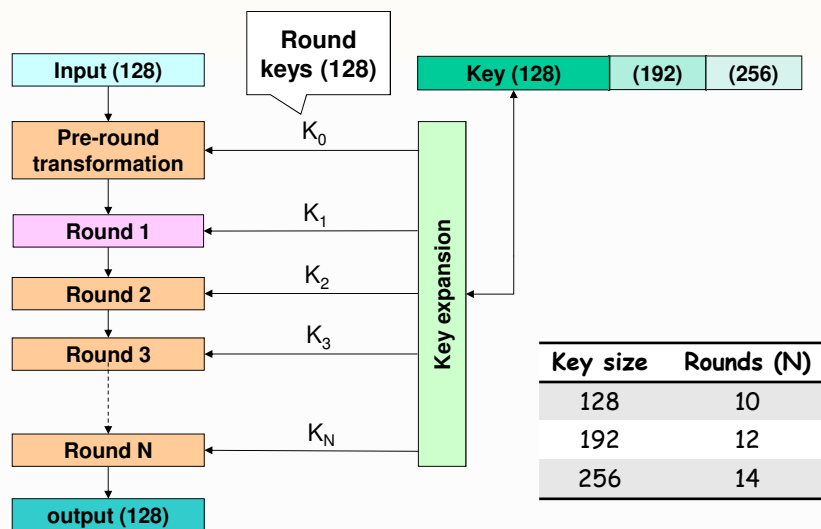 Round
keys (128)
Input (128)
Key (128) (192) (256)
Pre-round
transformation
K₀
Round 1
K₁
Round 2
K₂
Round 3
K₃
Round N
K_N
output (128)
Key expansion
Key size Rounds (N)
128 10
192 12
256 14